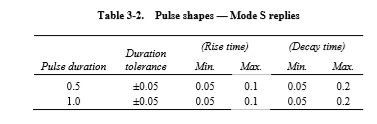 Table 3-2. Pulse shapes — Mode S replies
(Rise time) (Decay time)
Duration
Pulse duration tolerance Min. Max. Min. Max.
0.5 ±0.05 0.05 0.1 0.05 0.2
1.0 ±0.05 0.05 0.1 0.05 0.2